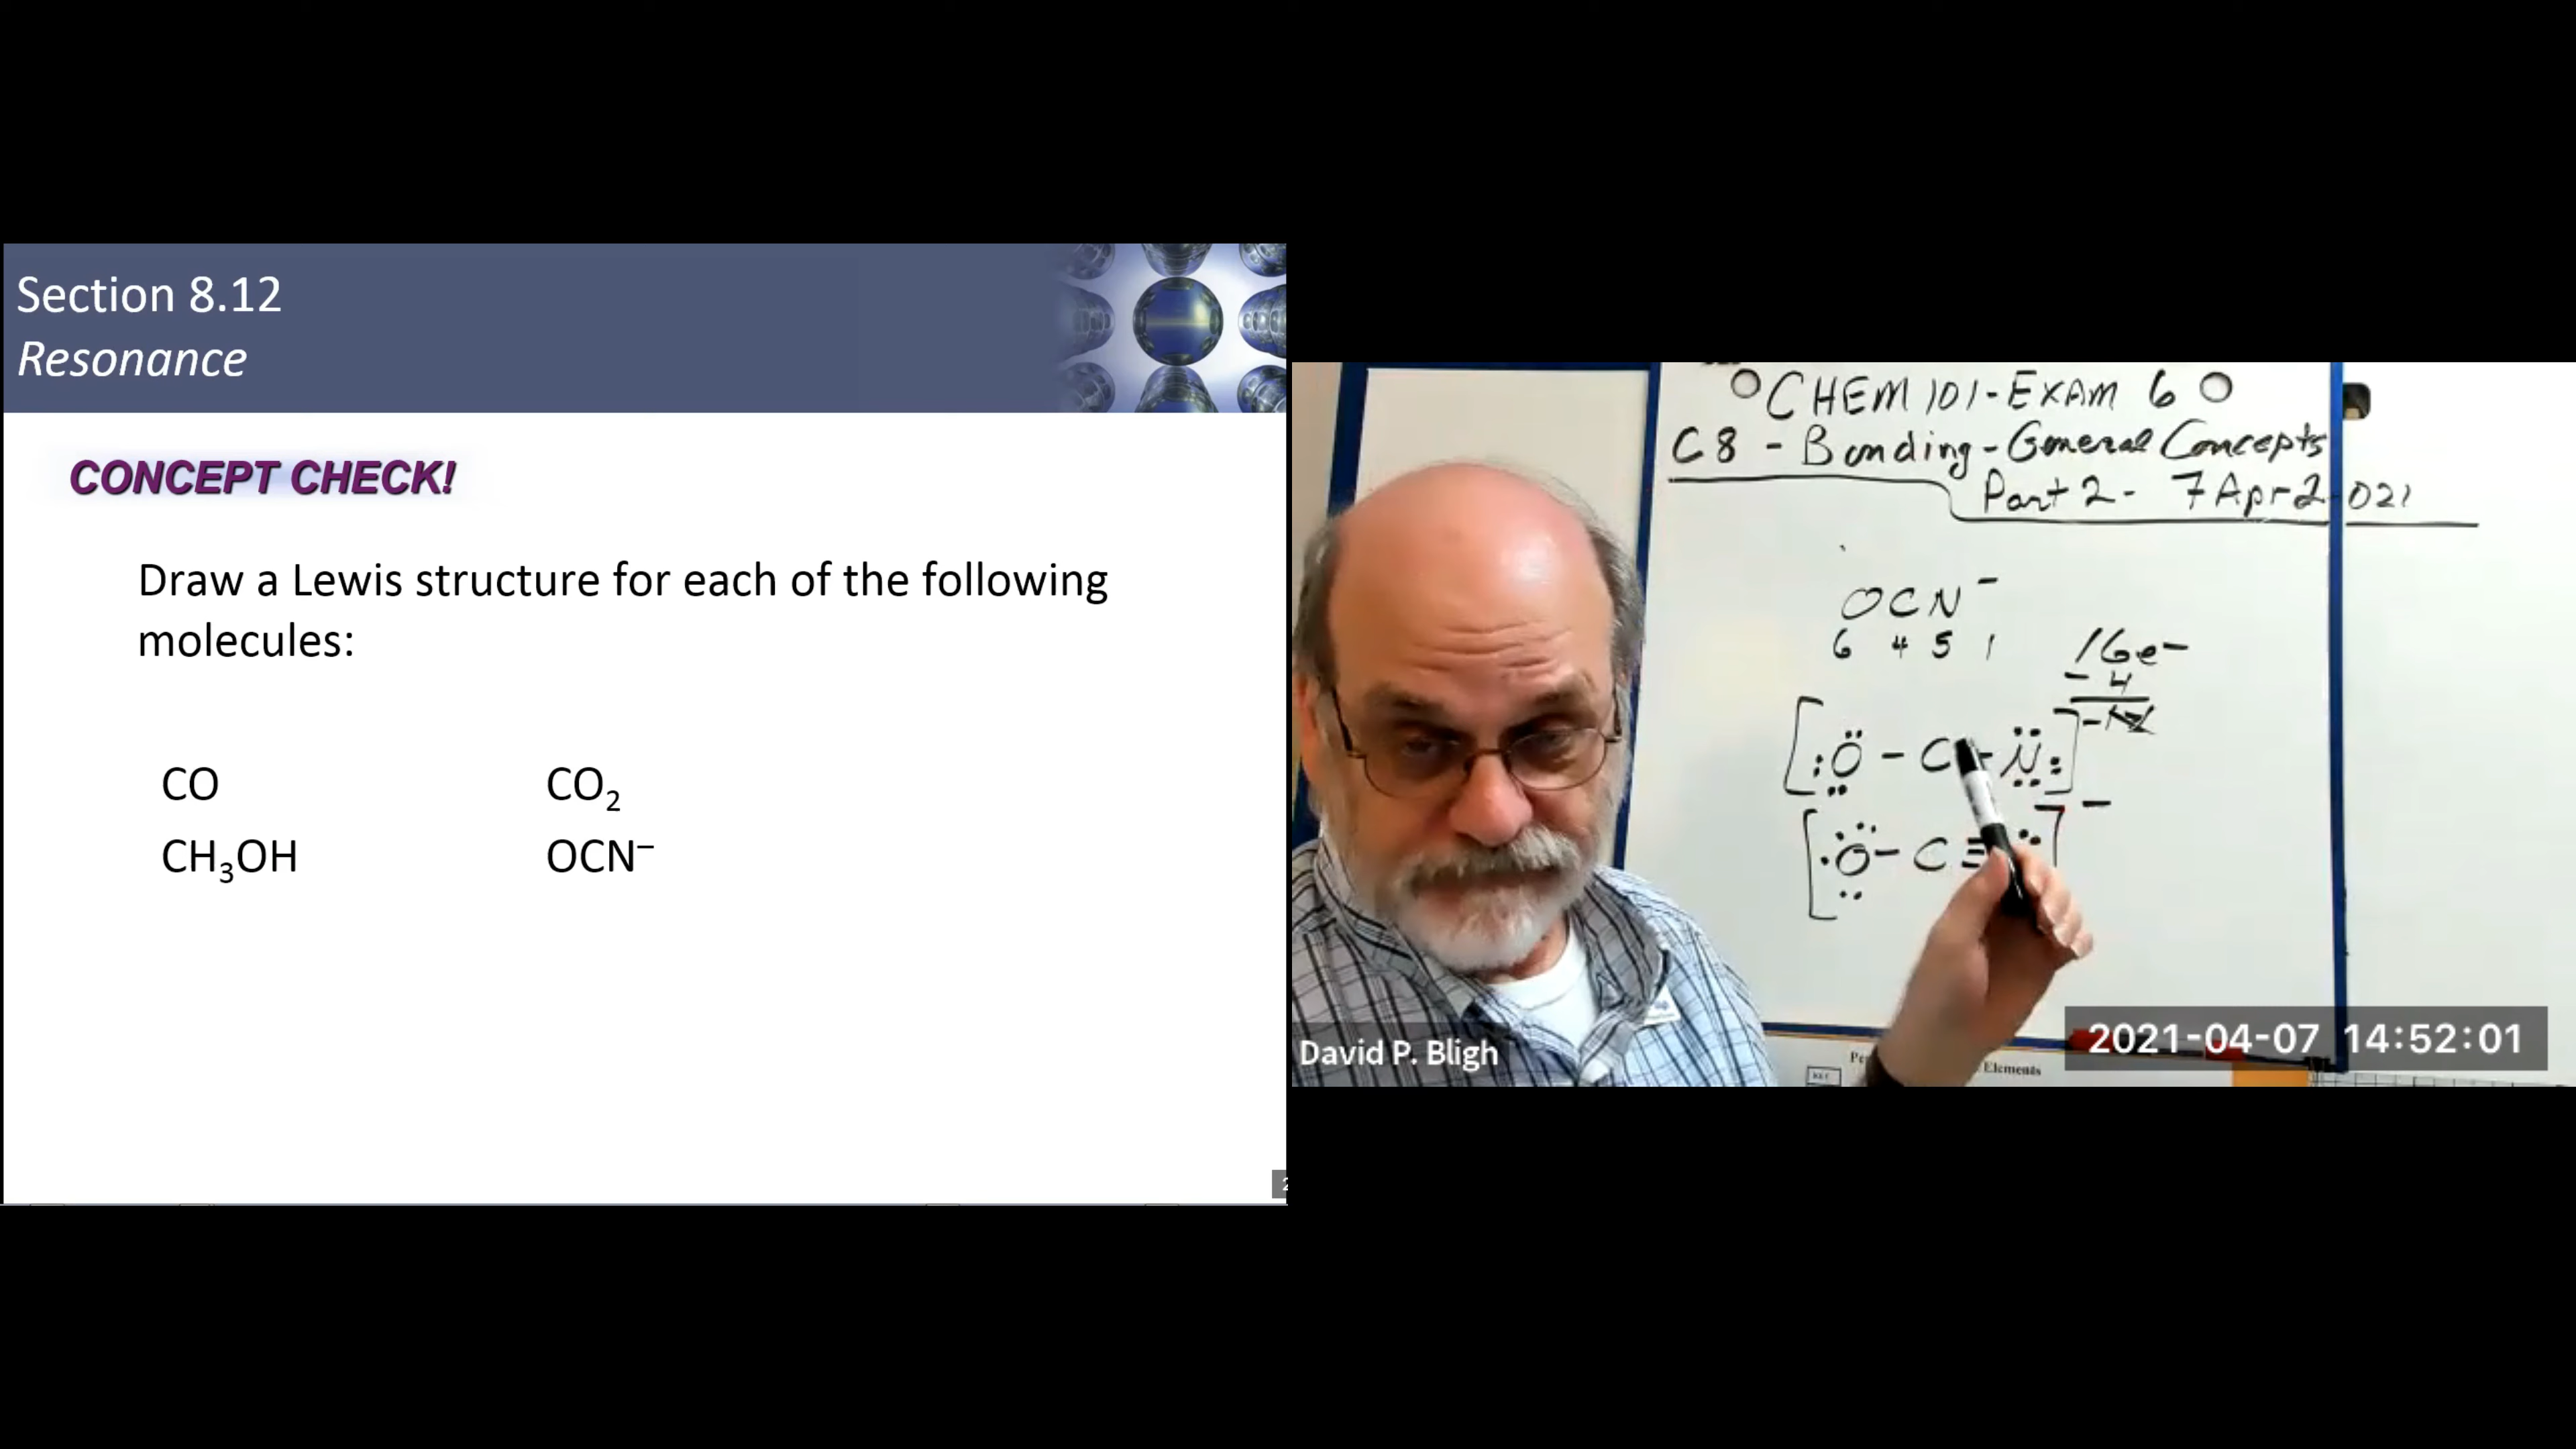 Section 8.12
Resonance
CONCEPT CHECK!
Draw a Lewis structure for each of the following
molecules:
CO CO₂
CH₃OH OCN⁻
CHEM 101-EXAM 6
C8 - Bonding - General Concepts
Part 2 - 7 Apr 2021
OCN⁻
6 4 5 1
16e⁻
- 4
[:Ö - C - N̈:]⁻
[Ö - C ≡ ]⁻
David P. Bligh
2021-04-07 14:52:01
Elements